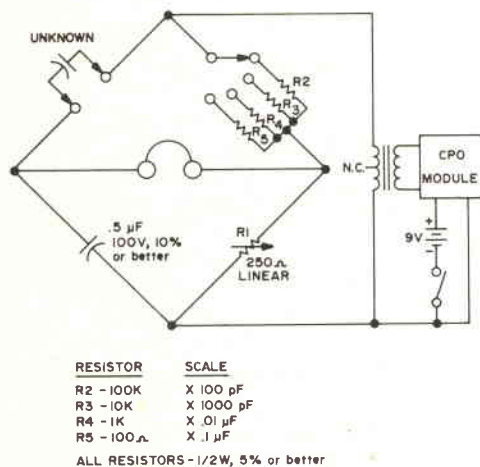 UNKNOWN
R2
R3
R4
R5
N.C.
CPO
MODULE
+
9V
-
.5 µF
100V, 10%
or better
R1
250Ω
LINEAR
RESISTOR SCALE
R2 - 100K X 100 pF
R3 - 10K X 1000 pF
R4 - 1K X .01 µF
R5 - 100Ω X .1 µF
ALL RESISTORS - 1/2W, 5% or better